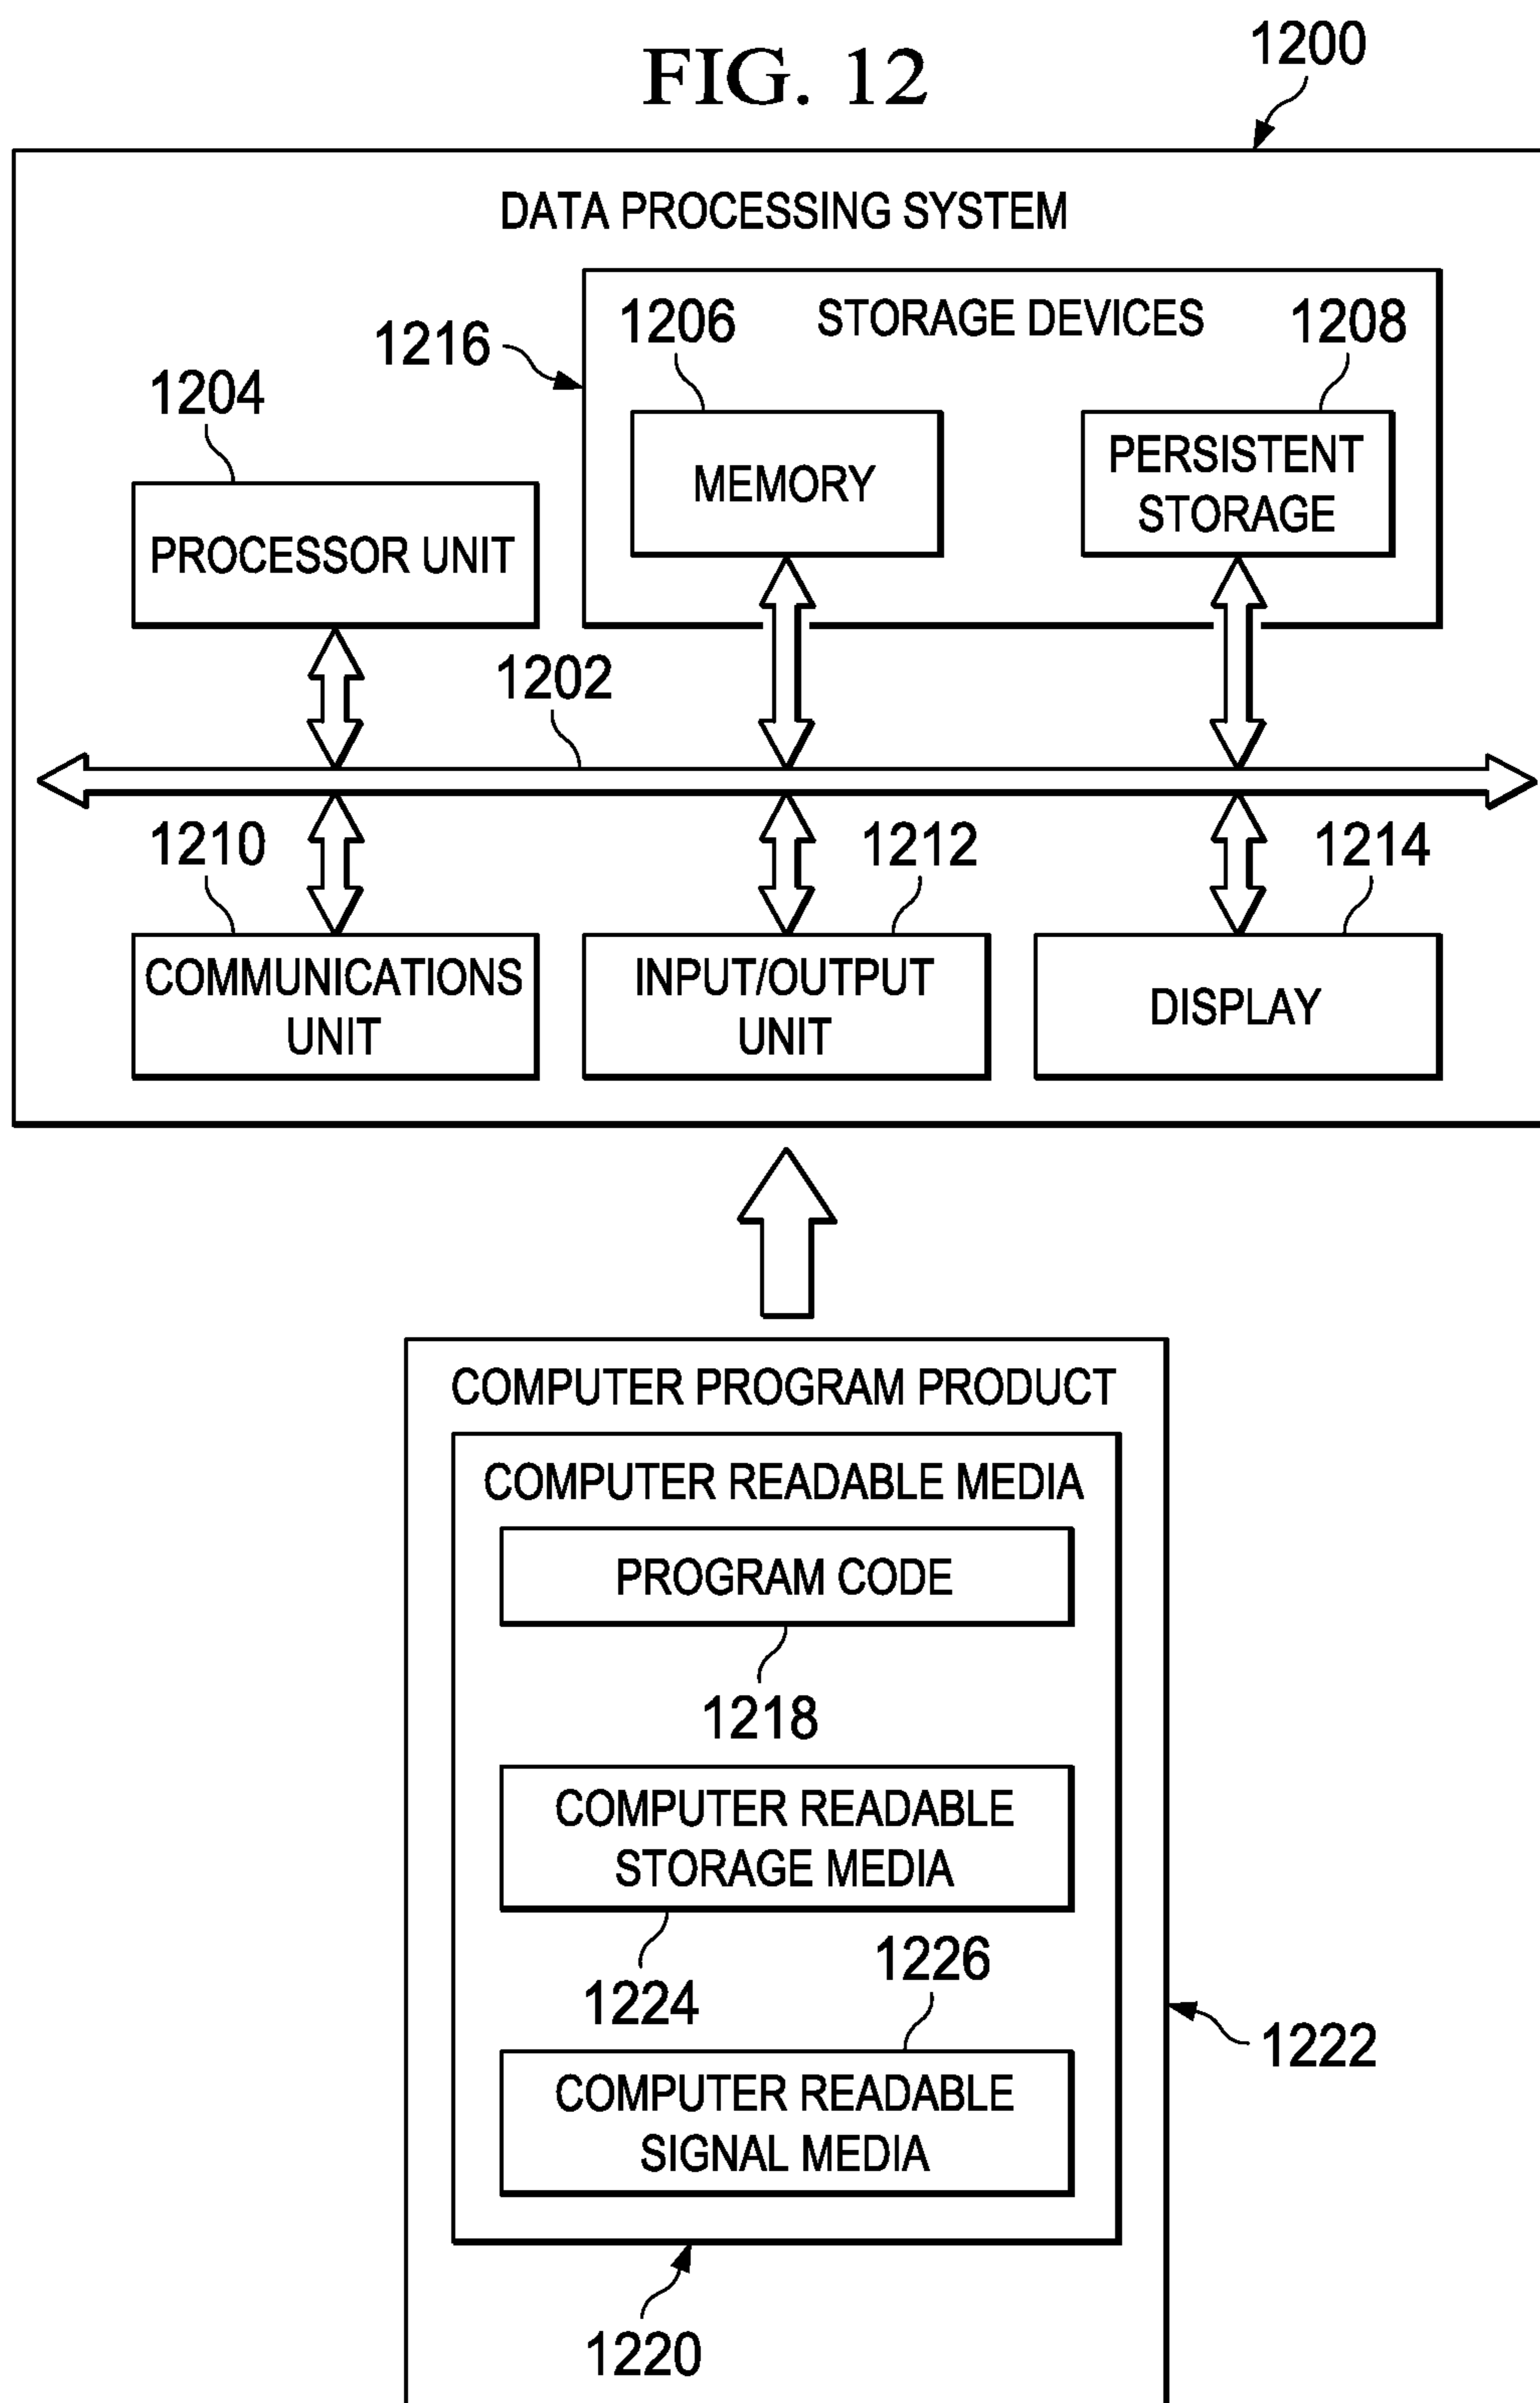 FIG. 12
1200
DATA PROCESSING SYSTEM
1216
1206
STORAGE DEVICES
1208
1204
MEMORY
PERSISTENT
STORAGE
PROCESSOR UNIT
1202
1210
1212
1214
COMMUNICATIONS
UNIT
INPUT/OUTPUT
UNIT
DISPLAY
COMPUTER PROGRAM PRODUCT
COMPUTER READABLE MEDIA
PROGRAM CODE
1218
COMPUTER READABLE
STORAGE MEDIA
1224
1226
COMPUTER READABLE
SIGNAL MEDIA
1222
1220